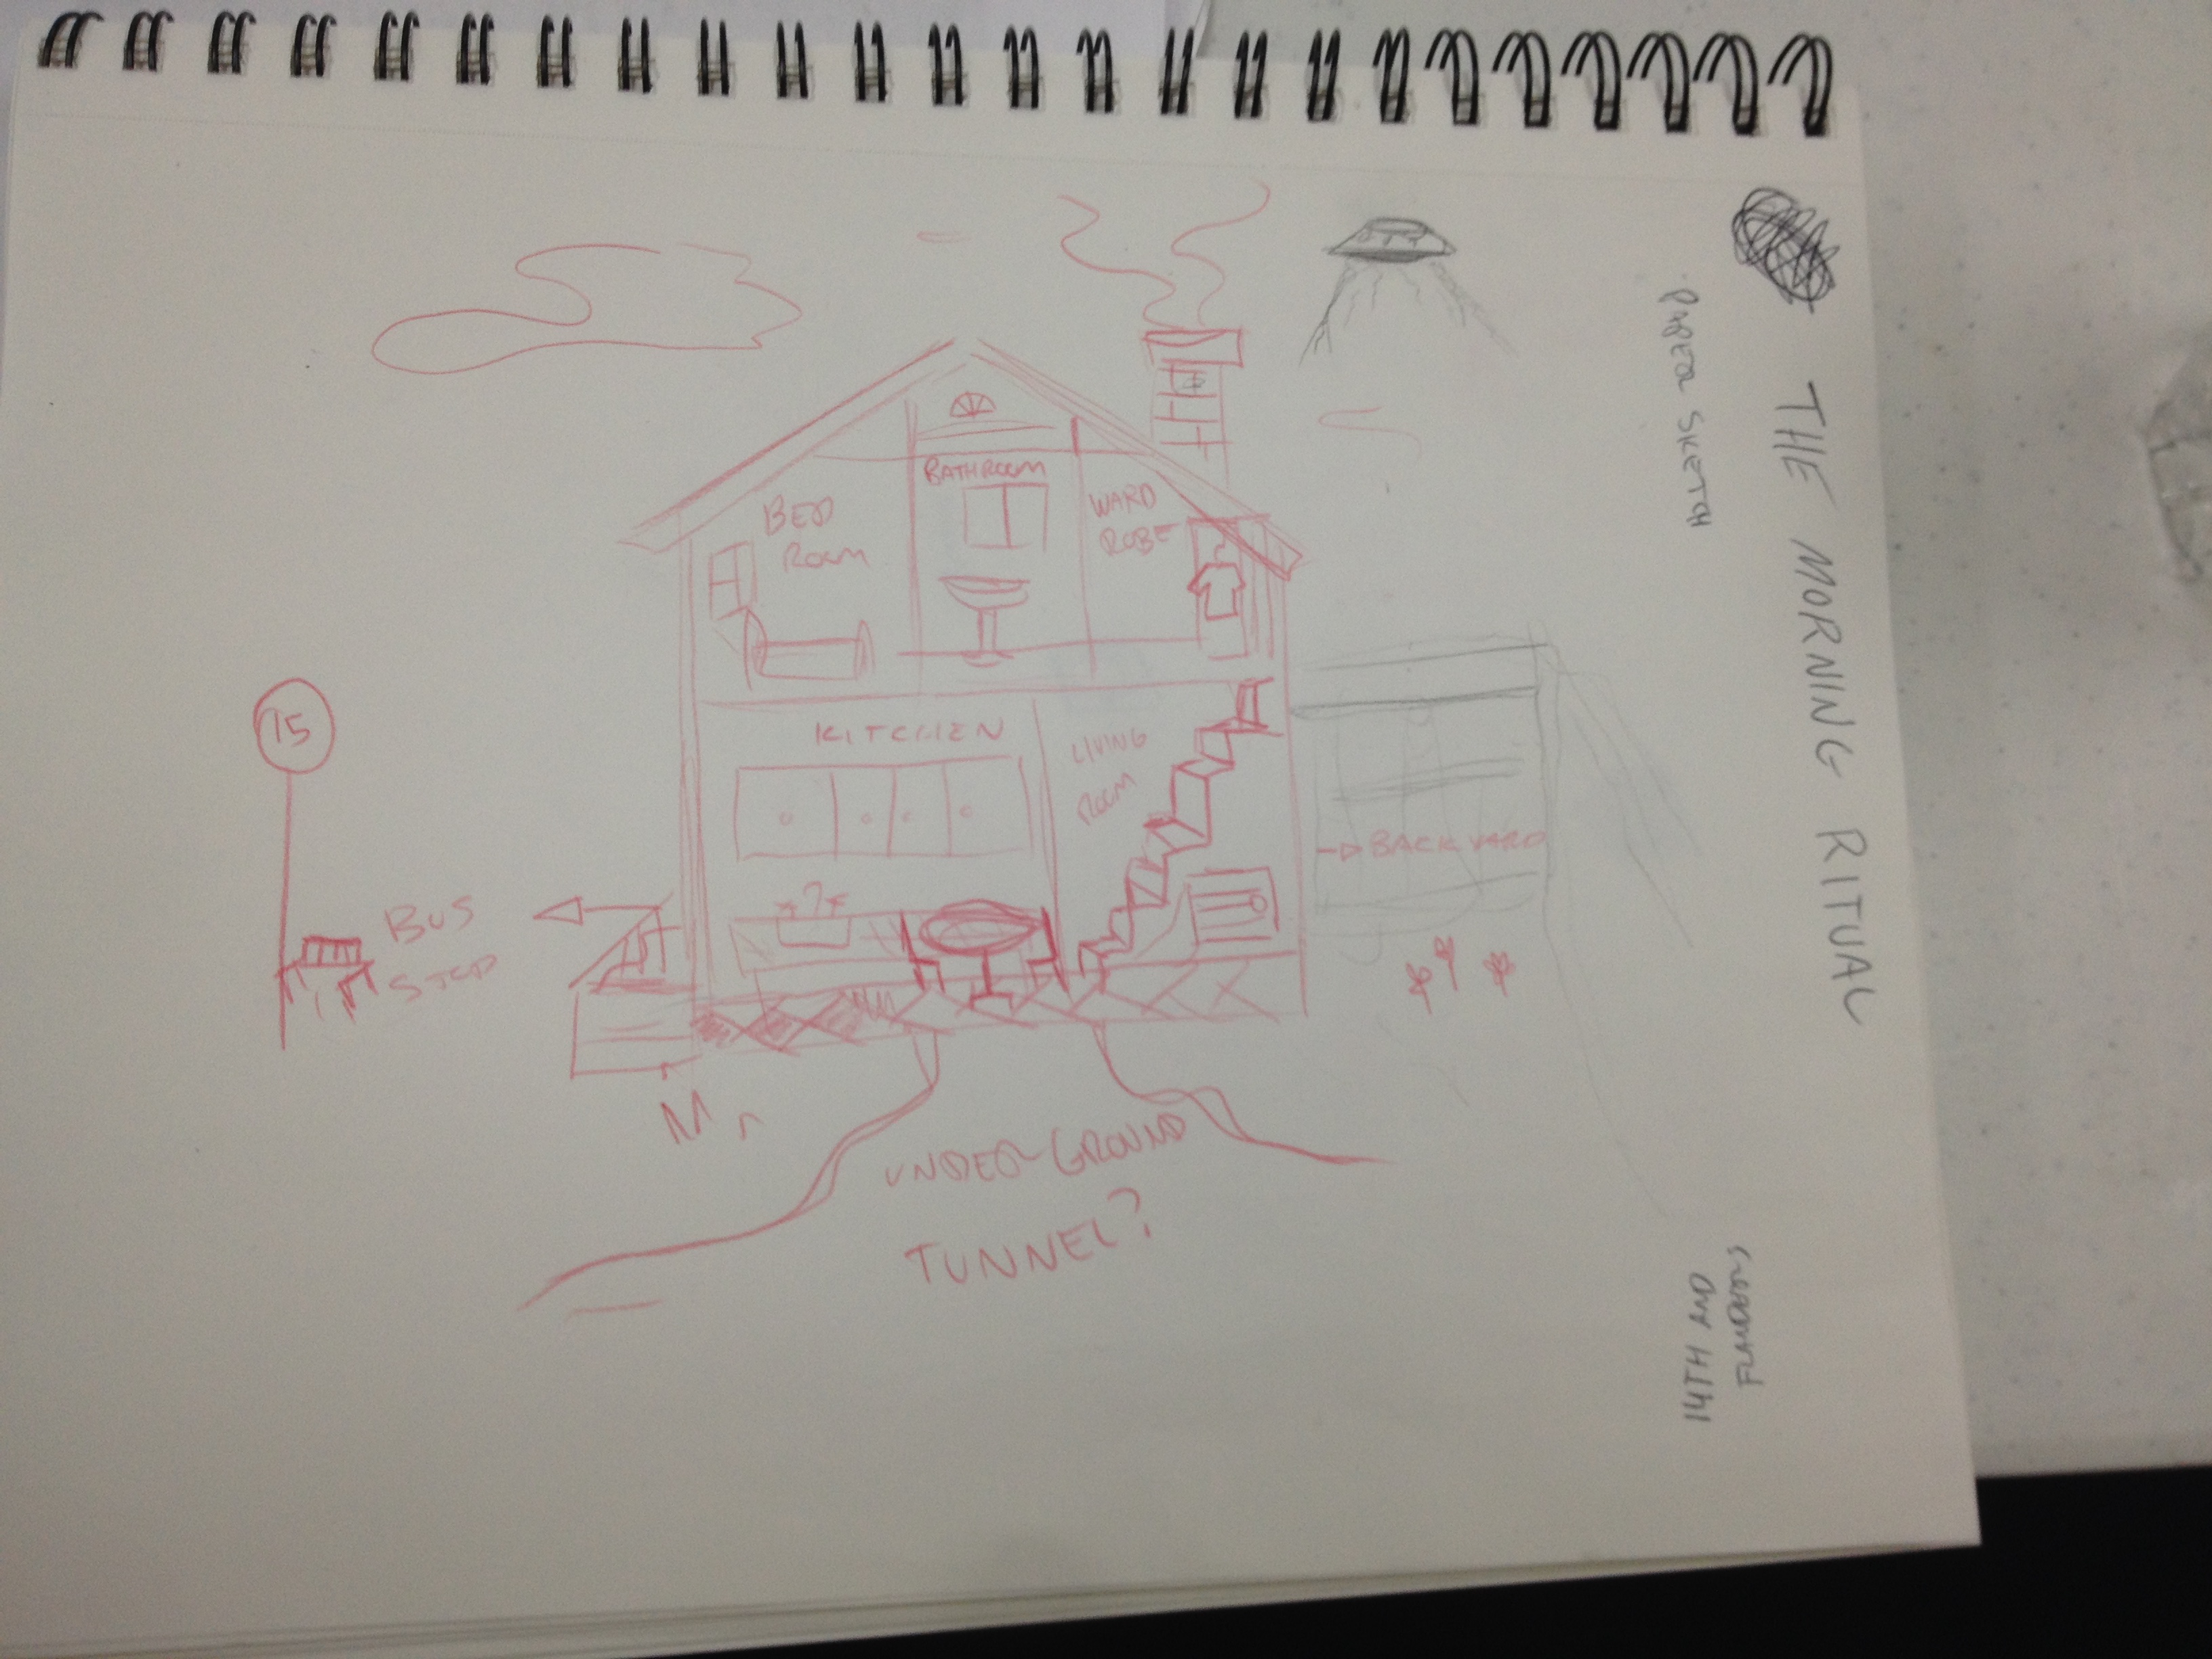 15
BUS
STOP
BED
ROOM
BATHROOM
WARD
ROBE
KITCHEN
LIVING
ROOM
BACK YARD
UNDERGROUND
TUNNEL?
PAPER SKETCH
THE MORNING RITUAL
14TH AND
FLANDERS